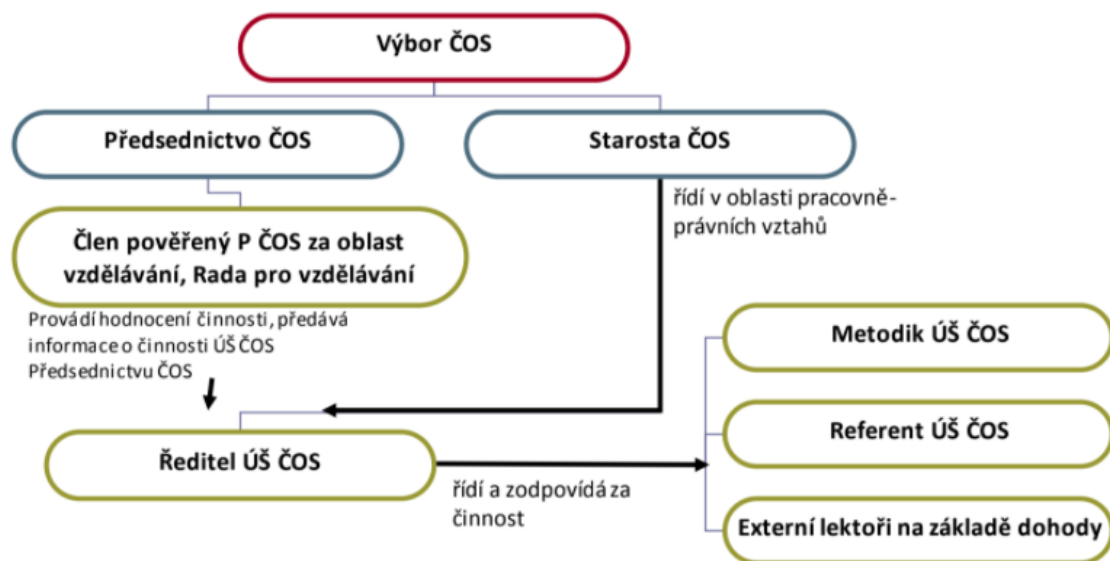 Výbor ČOS
Předsednictvo ČOS
Starosta ČOS
řídí v oblasti pracovně-
právních vztahů
Člen pověřený P ČOS za oblast
vzdělávání, Rada pro vzdělávání
Provádí hodnocení činnosti, předává
informace o činnosti ÚŠ ČOS
Předsednictvu ČOS
Metodik ÚŠ ČOS
Referent ÚŠ ČOS
Ředitel ÚŠ ČOS
řídí a zodpovídá za
činnost
Externí lektoři na základě dohody